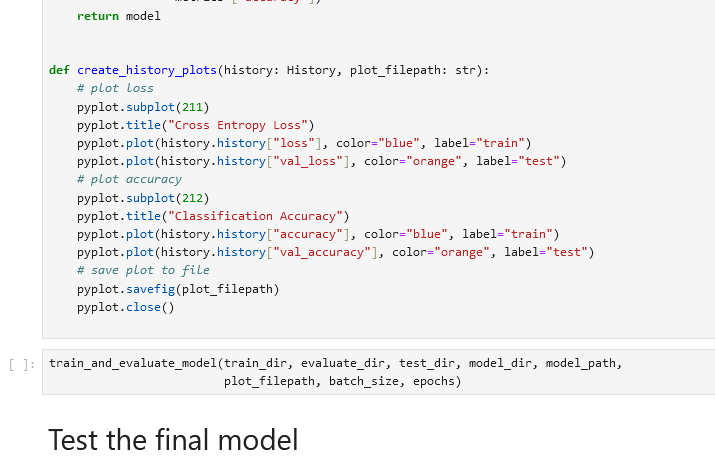 return model
def create_history_plots(history: History, plot_filepath: str):
# plot loss
pyplot.subplot(211)
pyplot.title("Cross Entropy Loss")
pyplot.plot(history.history["loss"], color="blue", label="train")
pyplot.plot(history.history["val_loss"], color="orange", label="test")
# plot accuracy
pyplot.subplot(212)
pyplot.title("Classification Accuracy")
pyplot.plot(history.history["accuracy"], color="blue", label="train")
pyplot.plot(history.history["val_accuracy"], color="orange", label="test")
# save plot to file
pyplot.savefig(plot_filepath)
pyplot.close()
[ ]: train_and_evaluate_model(train_dir, evaluate_dir, test_dir, model_dir, model_path,
plot_filepath, batch_size, epochs)
Test the final model